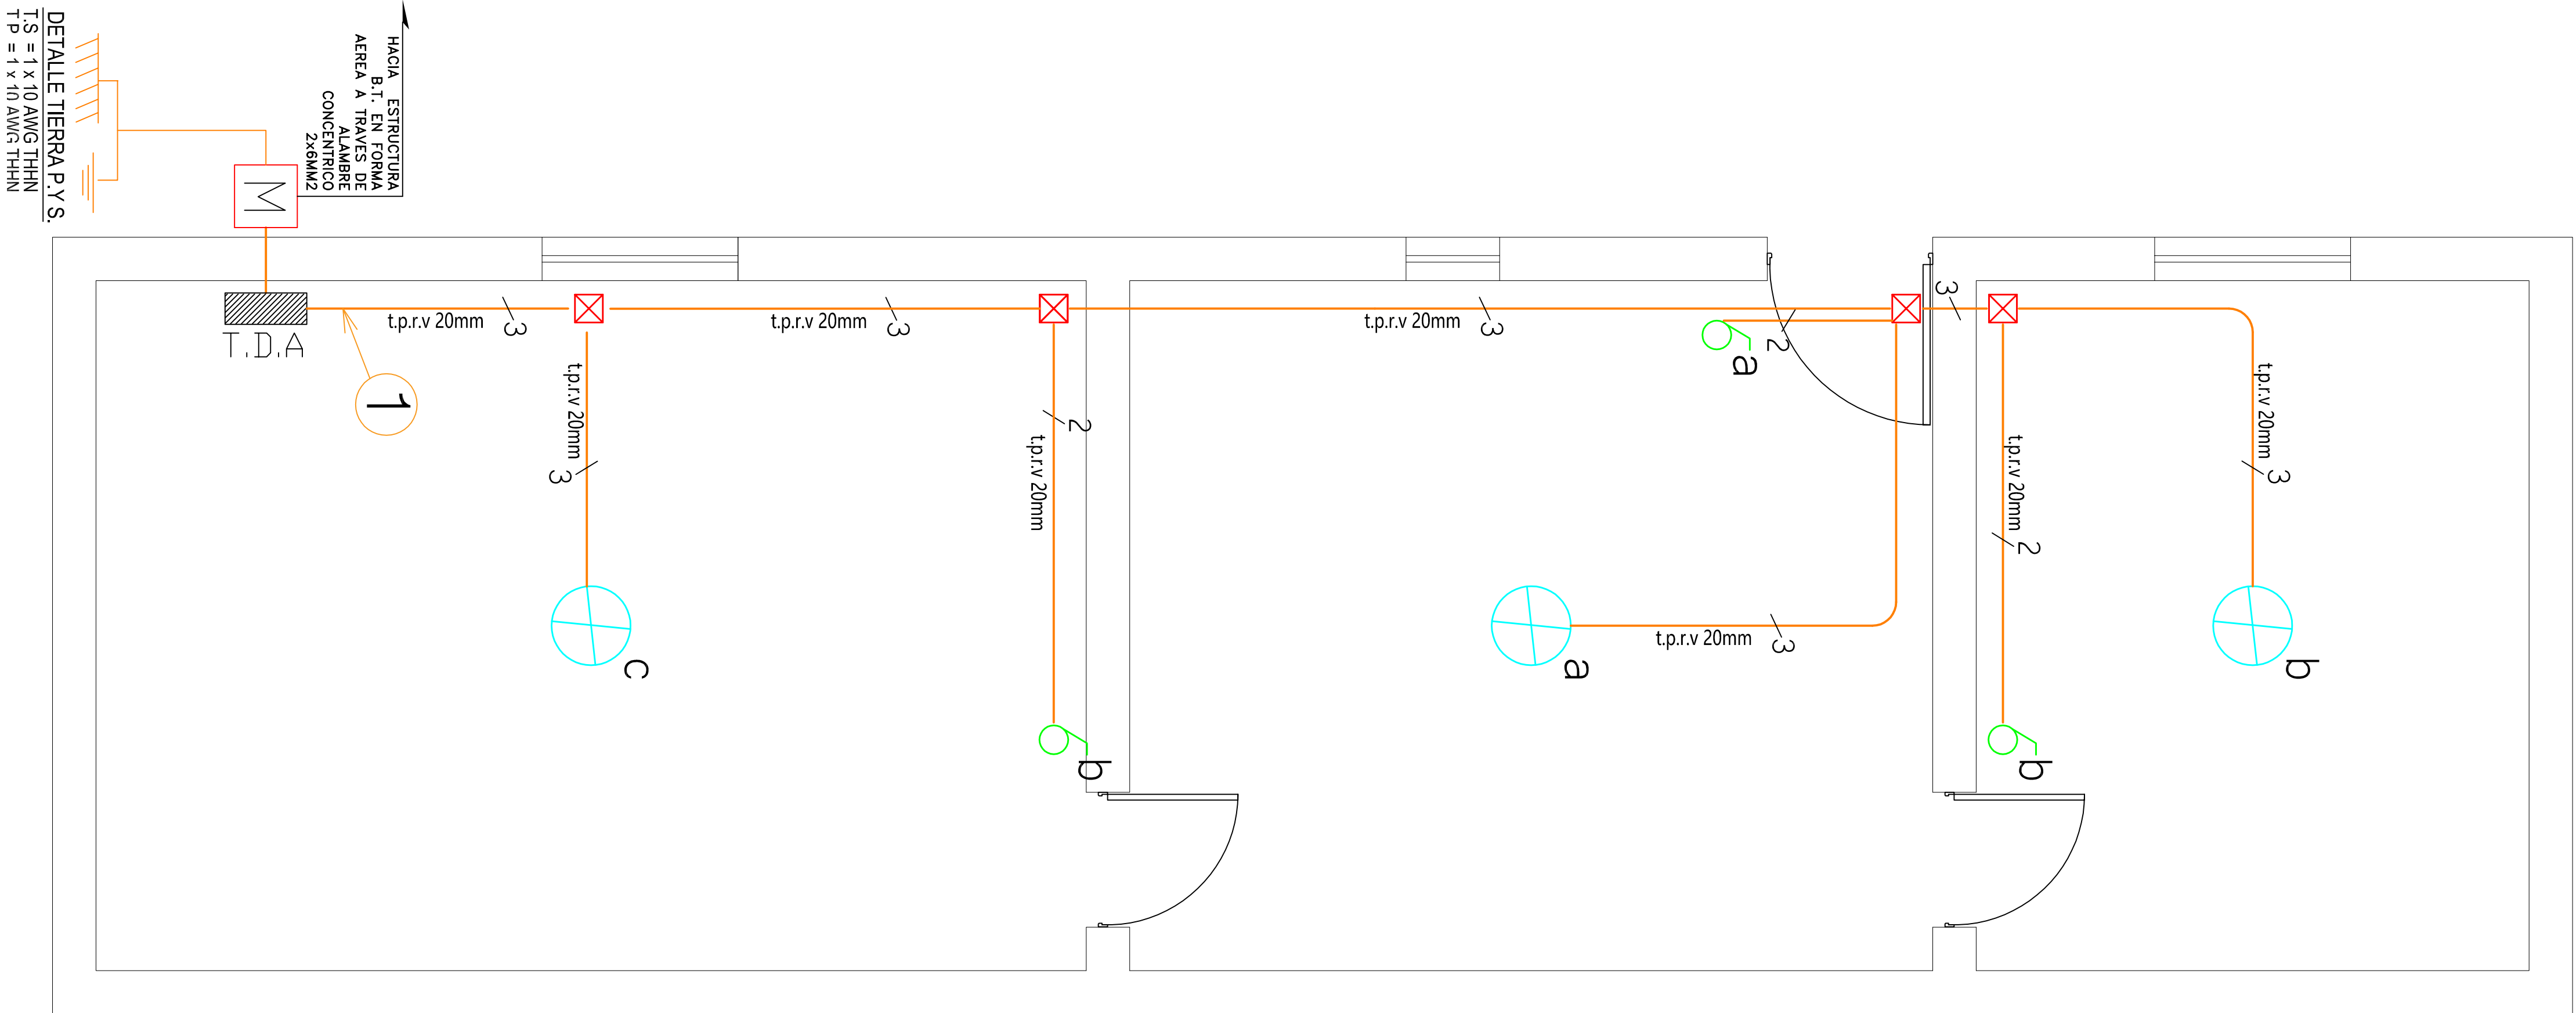 HACIA ESTRUCTURA
B.T. EN FORMA
AEREA A TRAVES DE
ALAMBRE
CONCENTRICO
2x6MM2
DETALLE TIERRA P.Y S.
T.S = 1 x 10 AWG THHN
T.P = 1 x 10 AWG THHN
M
T.D.A
1
t.p.r.v 20mm
3
t.p.r.v 20mm
3
t.p.r.v 20mm
3
2
a
3
t.p.r.v 20mm
3
c
2
t.p.r.v 20mm
b
t.p.r.v 20mm
3
a
t.p.r.v 20mm
2
b
t.p.r.v 20mm
3
b